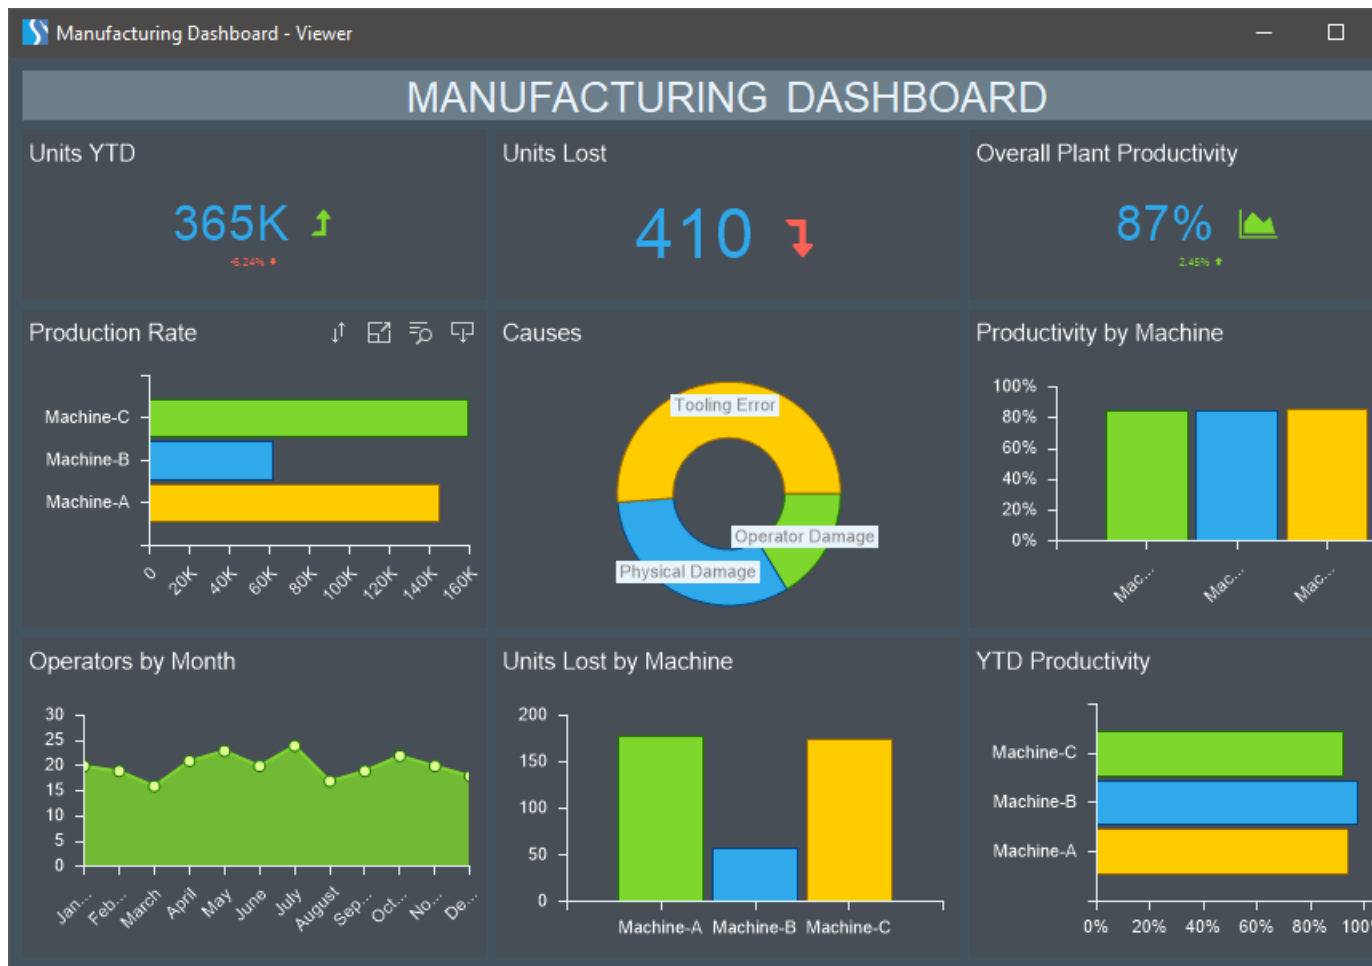 Manufacturing Dashboard - Viewer
MANUFACTURING DASHBOARD
Units YTD
365K
-6.24%
Units Lost
410
Overall Plant Productivity
87%
2.45%
Production Rate
Machine-C
Machine-B
Machine-A
0 20K 40K 60K 80K 100K 120K 140K 160K
Causes
Tooling Error
Operator Damage
Physical Damage
Productivity by Machine
100%
80%
60%
40%
20%
0%
Mac... Mac... Mac...
Operators by Month
30
25
20
15
10
5
0
Jan... Feb... March April May June July August Sep... Oct... No... De...
Units Lost by Machine
200
150
100
50
0
Machine-A Machine-B Machine-C
YTD Productivity
Machine-C
Machine-B
Machine-A
0% 20% 40% 60% 80% 100